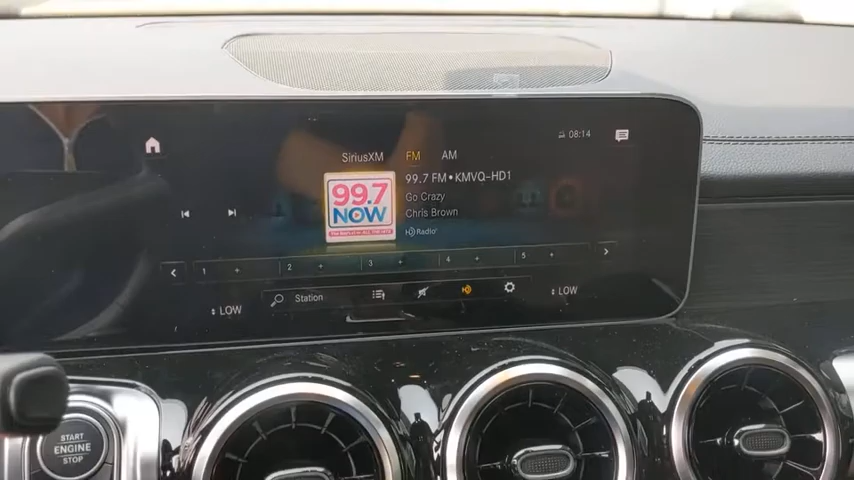 08:14
SiriusXM FM AM
99.7 FM•KMVQ-HD1
99.7
NOW
Go Crazy
Chris Brown
HD Radio
1 + 2 + 3 + 4 + 5 +
LOW
Station
LOW
START
ENGINE
STOP